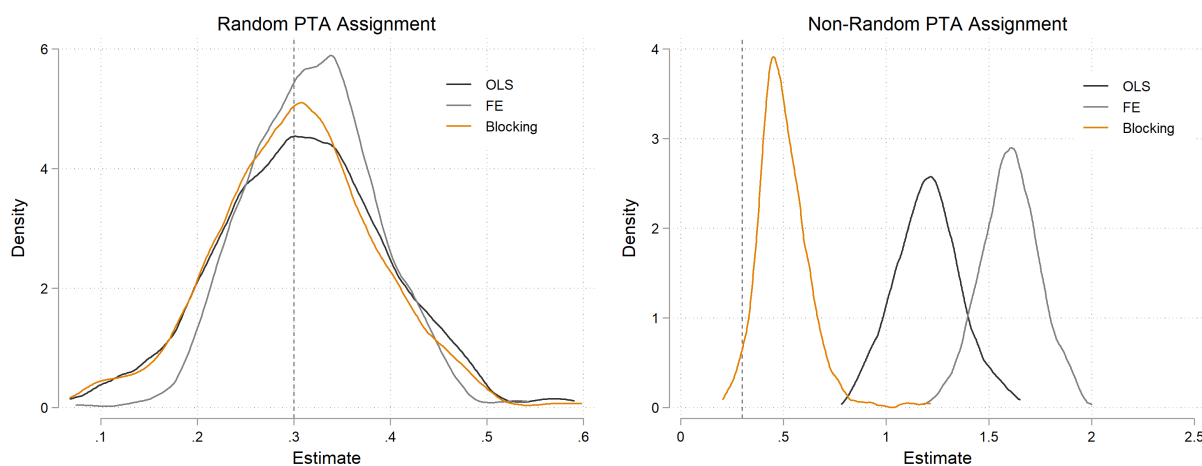 Random PTA Assignment
6
4
2
0
Density
OLS
FE
Blocking
.1 .2 .3 .4 .5 .6
Estimate
Non-Random PTA Assignment
4
3
2
1
0
Density
OLS
FE
Blocking
0 .5 1 1.5 2 2.5
Estimate